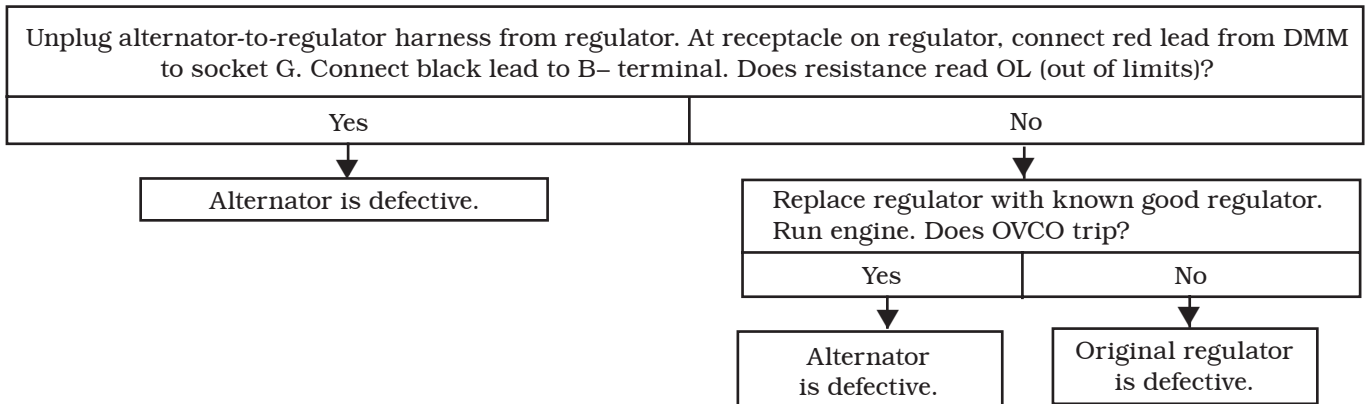 Unplug alternator-to-regulator harness from regulator. At receptacle on regulator, connect red lead from DMM
to socket G. Connect black lead to B– terminal. Does resistance read OL (out of limits)?
Yes
No
Alternator is defective.
Replace regulator with known good regulator.
Run engine. Does OVCO trip?
Yes
No
Alternator
is defective.
Original regulator
is defective.